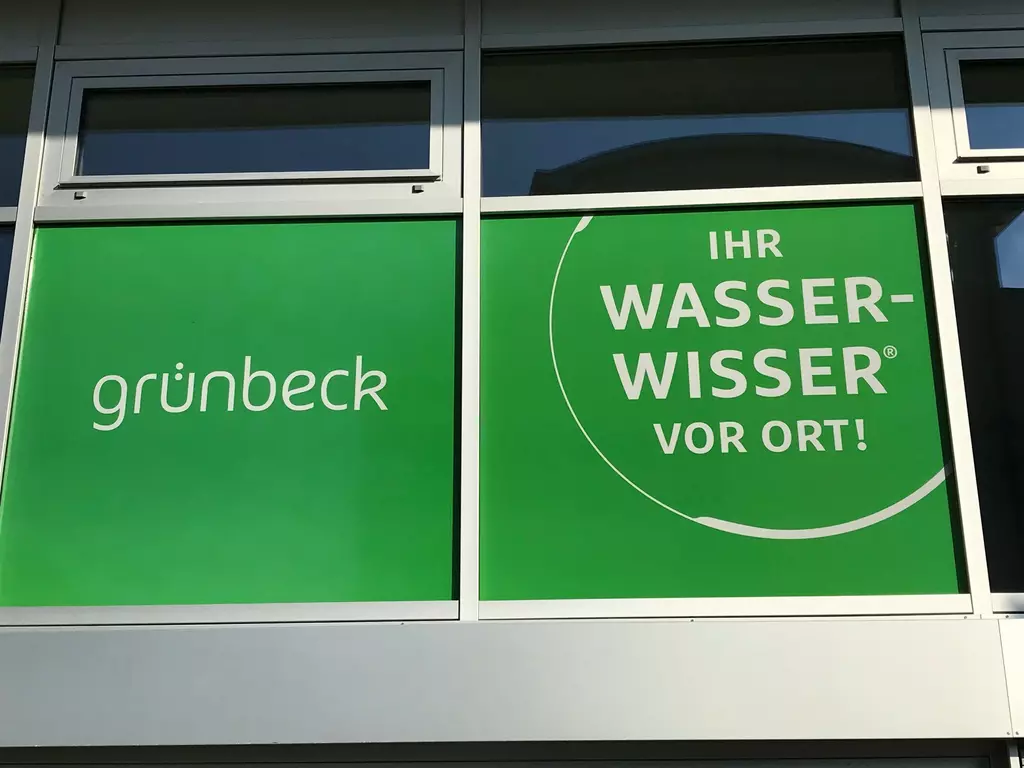 grünbeck
IHR
WASSER-
WISSER®
VOR ORT!